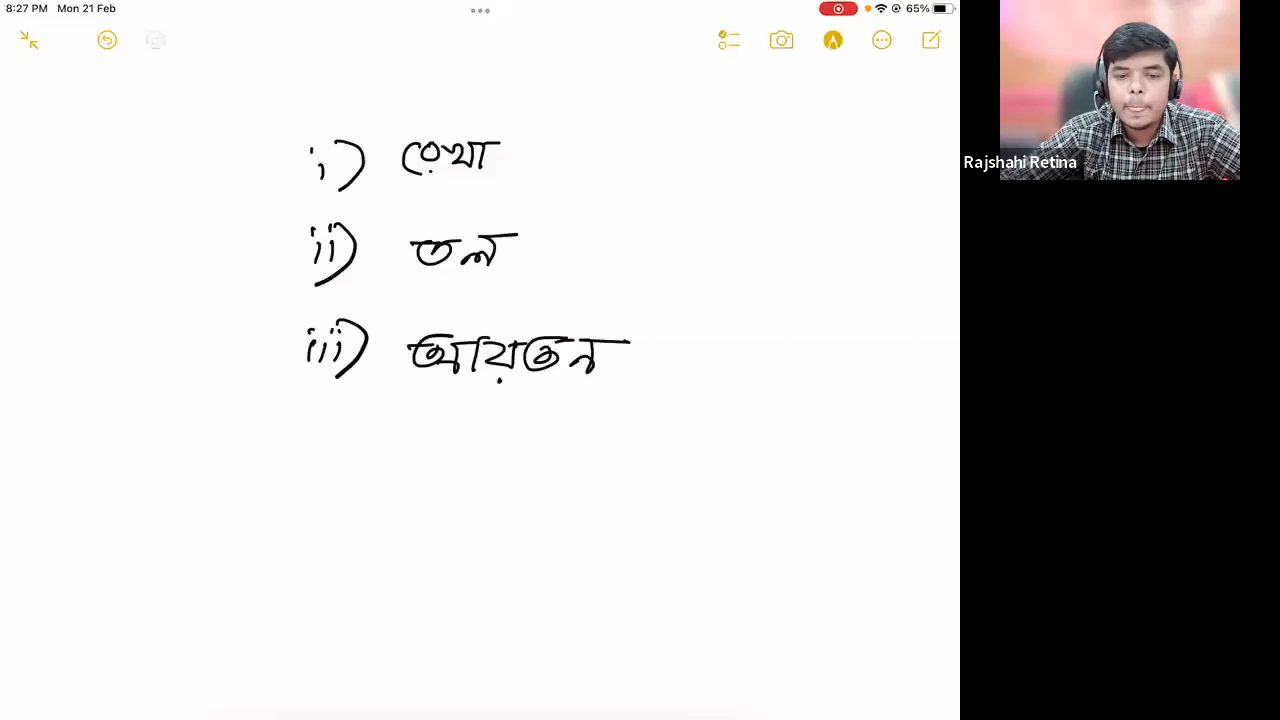 8:27 PM Mon 21 Feb
65%
i) রেখা
ii) তল
iii) আয়তন
Rajshahi Retina